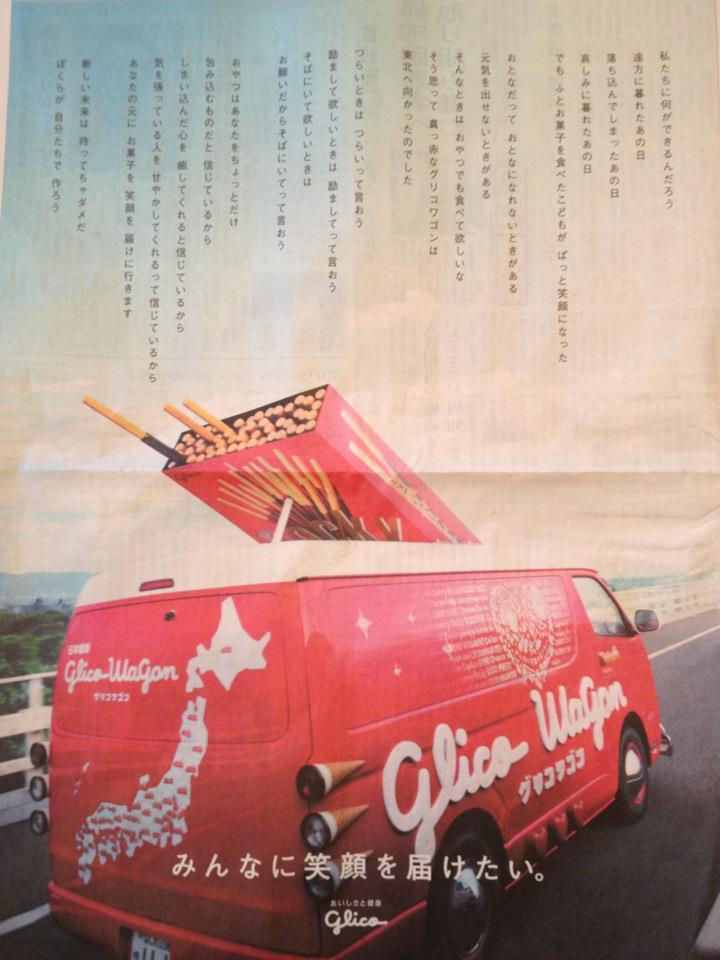 私たちに何ができるんだろう
途方に暮れたあの日
落ち込んでしまったあの日
哀しみに暮れたあの日
でも ふとお菓子を食べたこどもが ぱっと笑顔になった
おとなだって おとなになれないときがある
元気を出せないときがある
そんなときは おやつでも食べて欲しいな
そう思って 真っ赤なグリコワゴンは
東北へ向かったのでした
つらいときは つらいって言おう
励まして欲しいときは 励ましてって言おう
そばにいて欲しいときは
お願いだからそばにいてって言おう
おやつはあなたをちょっとだけ
包み込むものだと 信じているから
しまい込んだ心を 癒してくれると信じているから
気を張っている人を 甘やかしてくれるって信じているから
あなたの元に お菓子を 笑顔を 届けに行きます
新しい未来は 待ってちゃダメだ
ぼくらが 自分たちで 作ろう
日本全国
Glico WaGon
グリコワゴン
Glico WaGon
グリコワゴン
みんなに笑顔を届けたい。
おいしさと健康
Glico